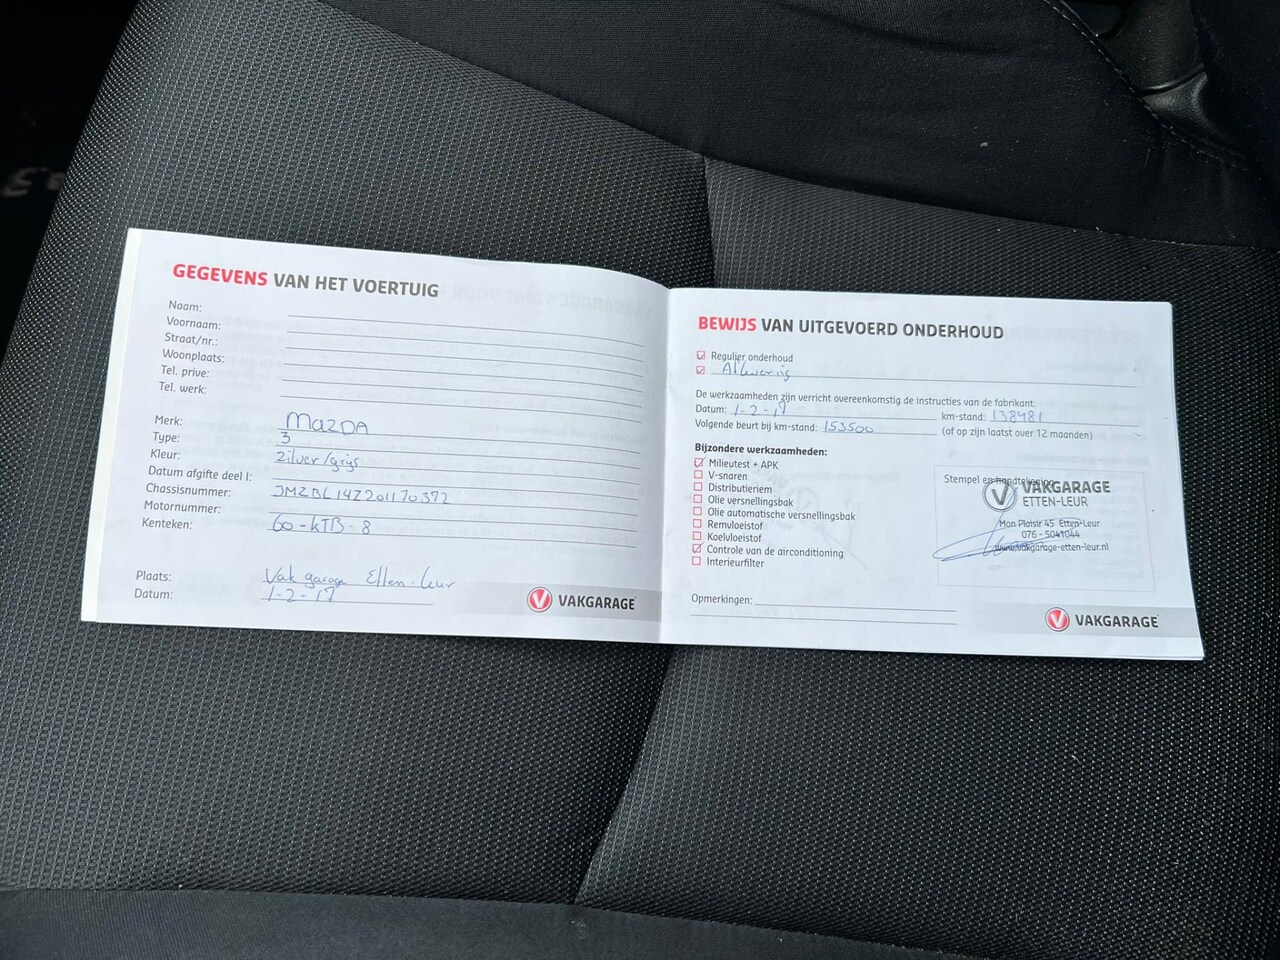 GEGEVENS VAN HET VOERTUIG
Naam:
Voornaam:
Straat/nr.:
Woonplaats:
Tel. prive:
Tel. werk:
Merk: MAZDA
Type: 3
Kleur: Zilver/grijs
Datum afgifte deel I:
Chassisnummer: JMZBL14Z201170372
Motornummer:
Kenteken: 60-KTB-8
Plaats: Vakgarage Etten-Leur
Datum: 1-2-17
VAKGARAGE
BEWIJS VAN UITGEVOERD ONDERHOUD
Regulier onderhoud
Aflevering
De werkzaamheden zijn verricht overeenkomstig de instructies van de fabrikant.
Datum: 1-2-17 km-stand: 138481
Volgende beurt bij km-stand: 153500 (of op zijn laatst over 12 maanden)
Bijzondere werkzaamheden:
Milieutest + APK
V-snaren
Distributieriem
Olie versnellingsbak
Olie automatische versnellingsbak
Remvloeistof
Koelvloeistof
Controle van de airconditioning
Interieurfilter
Stempel en handtekening
VAKGARAGE
ETTEN-LEUR
Mon Plaisir 45 Etten-Leur
076 - 5041044
www.vakgarage-etten-leur.nl
Opmerkingen:
VAKGARAGE